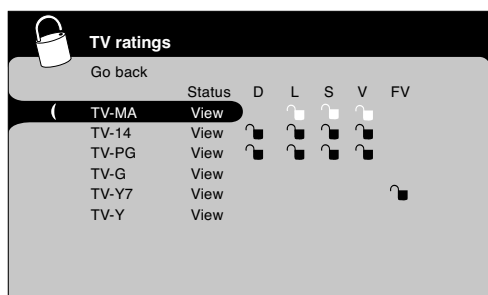 TV ratings
Go back
Status D L S V FV
TV-MA View
TV-14 View
TV-PG View
TV-G View
TV-Y7 View
TV-Y View